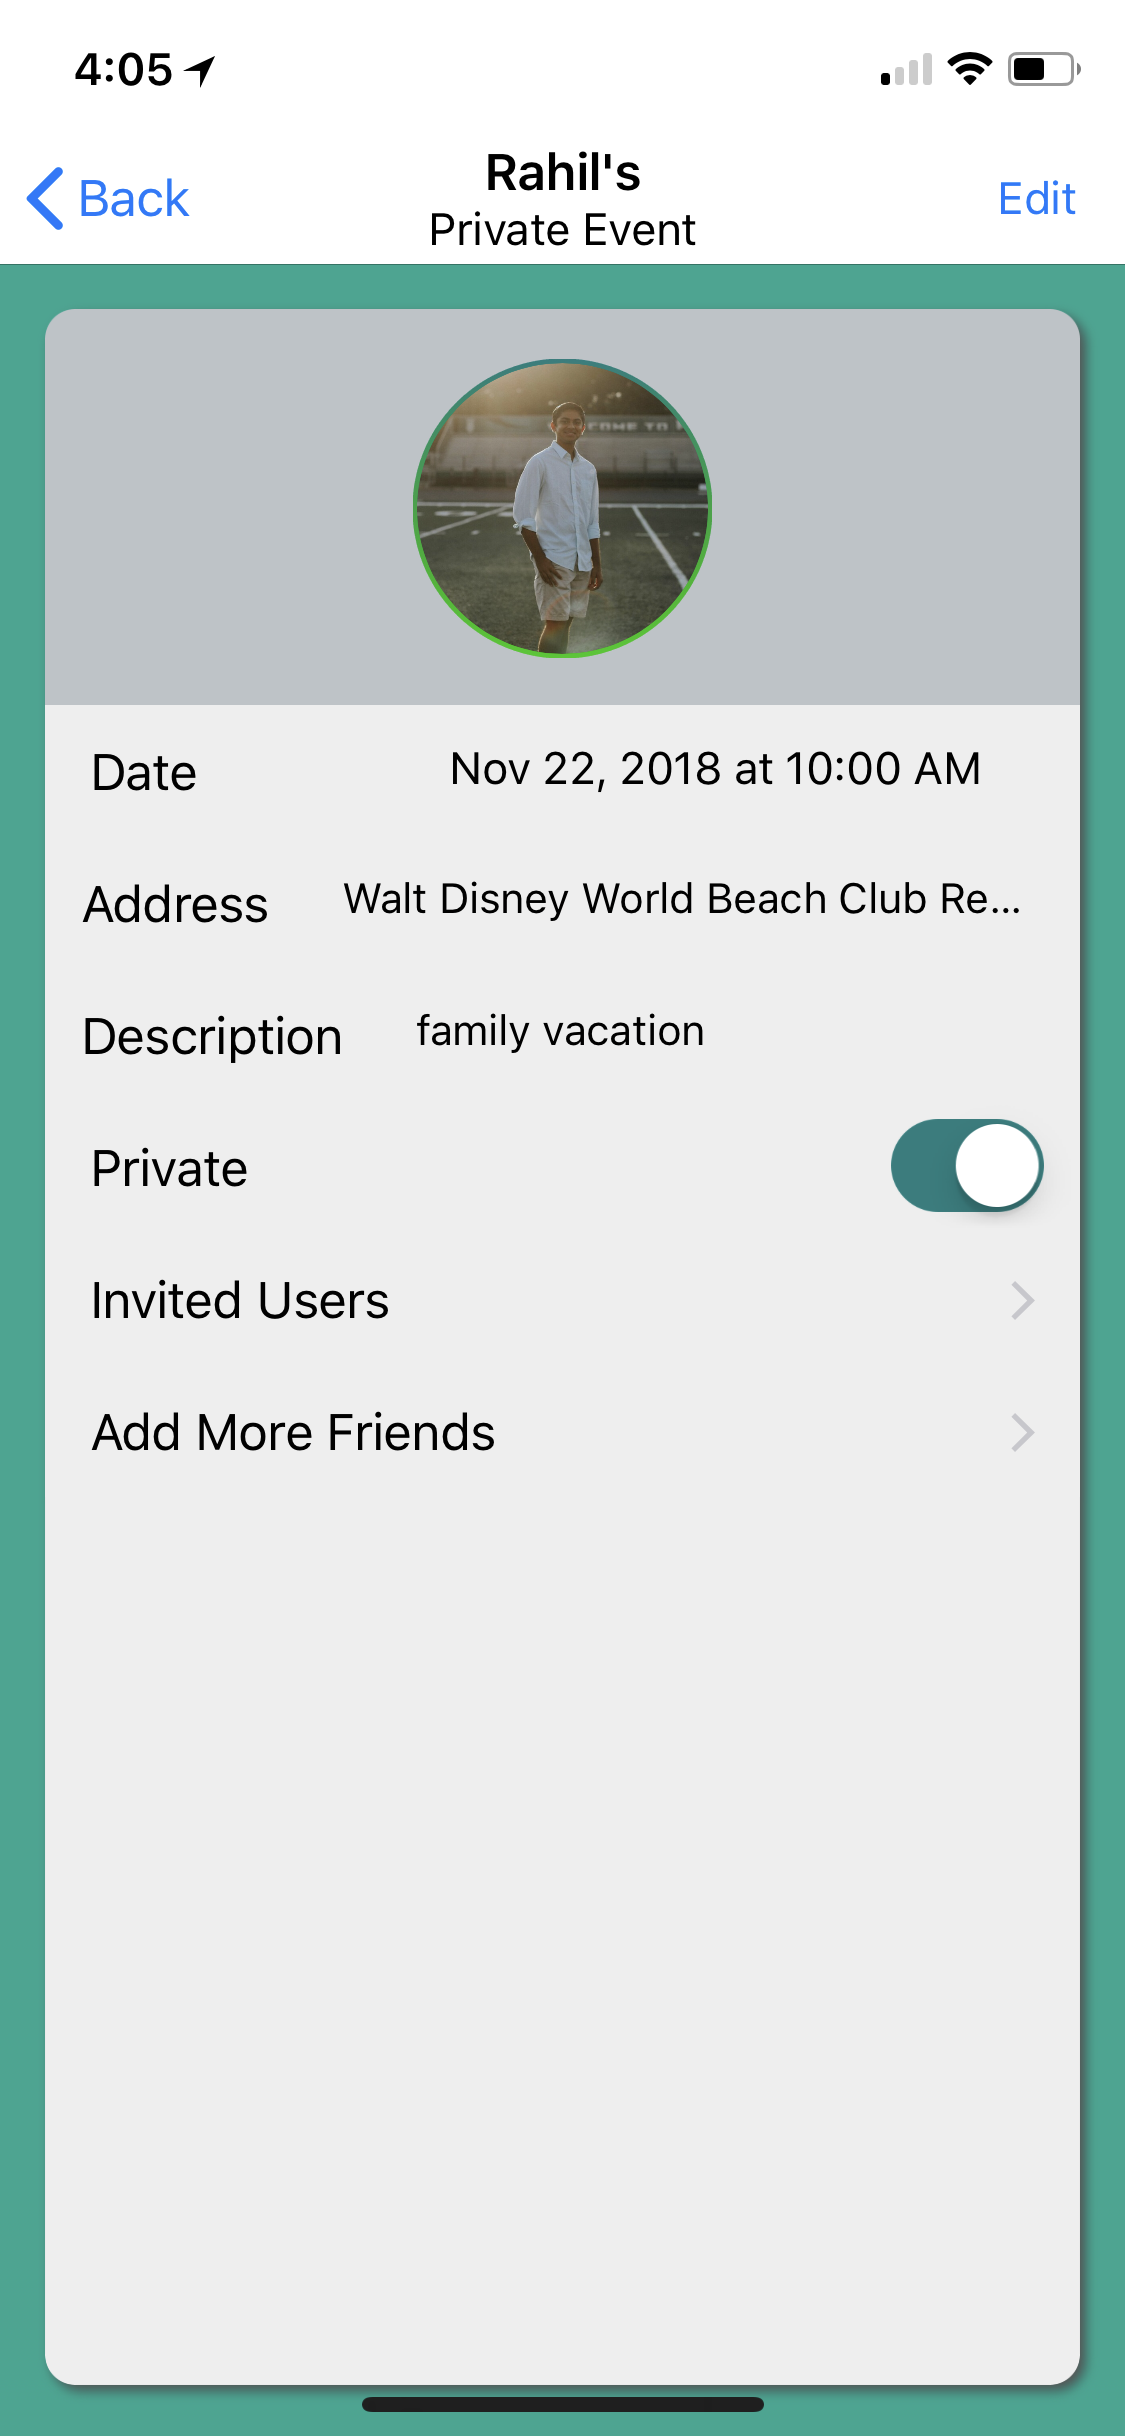 4:05
Back
Rahil's
Private Event
Edit
COME TO
Date
Nov 22, 2018 at 10:00 AM
Address
Walt Disney World Beach Club Re...
Description
family vacation
Private
Invited Users
Add More Friends